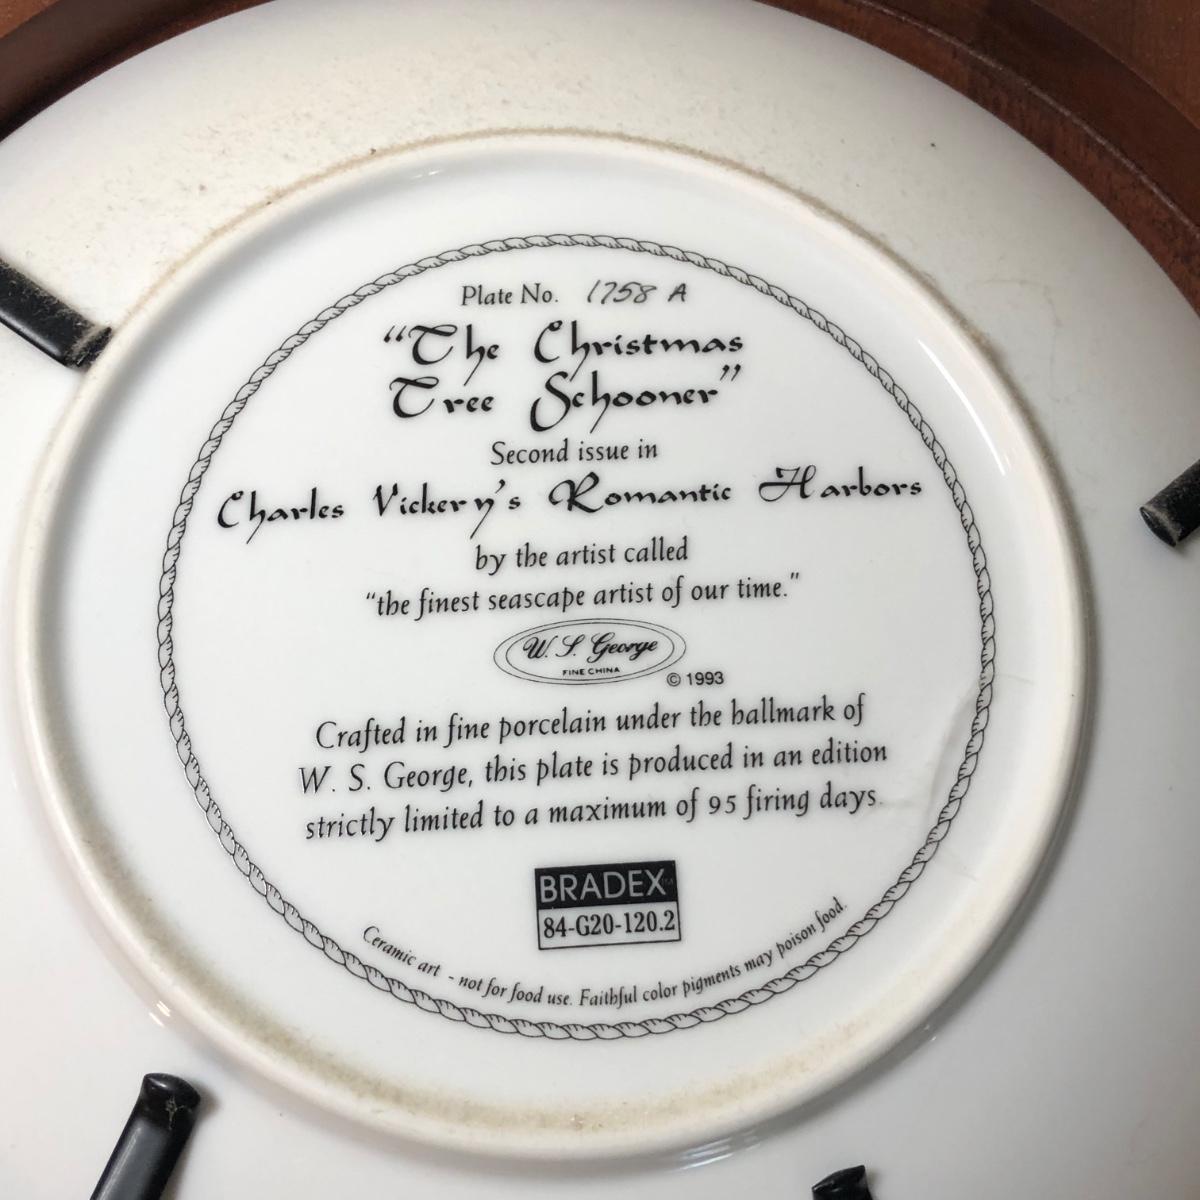 Plate No. 1758 A
“The Christmas
Tree Schooner”
Second issue in
Charles Vickery's Romantic Harbors
by the artist called
“the finest seascape artist of our time.”
W. S. George
FINE CHINA
© 1993
Crafted in fine porcelain under the hallmark of
W. S. George, this plate is produced in an edition
strictly limited to a maximum of 95 firing days.
BRADEX™
84-G20-120.2
Ceramic art - not for food use. Faithful color pigments may poison food.